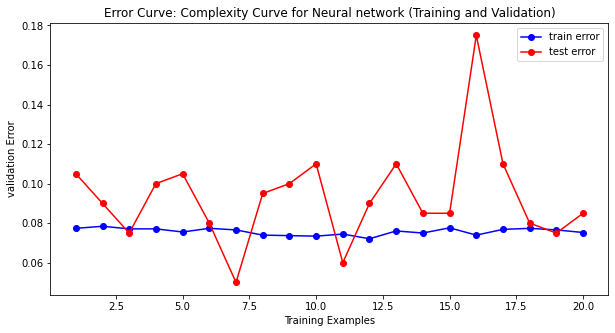 Error Curve: Complexity Curve for Neural network (Training and Validation)
train error
test error
validation Error
0.18
0.16
0.14
0.12
0.10
0.08
0.06
2.5 5.0 7.5 10.0 12.5 15.0 17.5 20.0
Training Examples